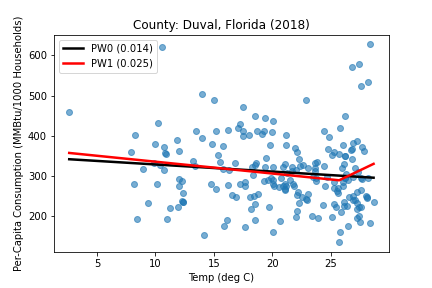 County: Duval, Florida (2018)
PW0 (0.014)
PW1 (0.025)
Per-Capita Consumption (MMBtu/1000 Households)
600
500
400
300
200
5 10 15 20 25
Temp (deg C)